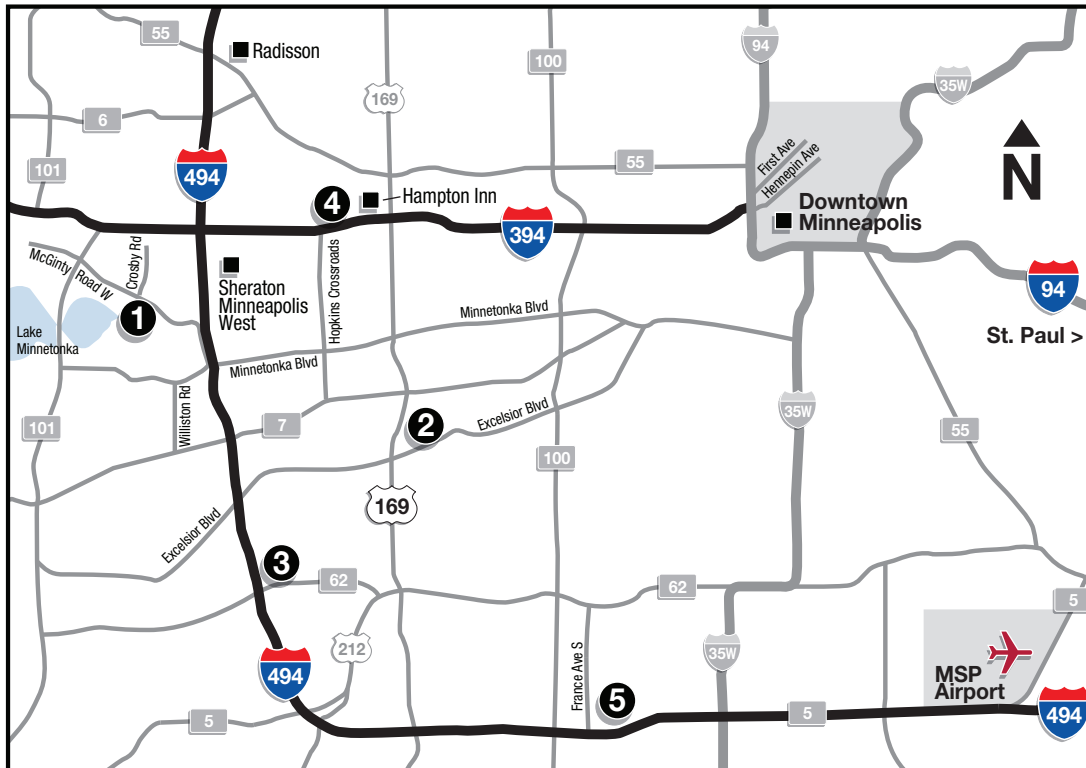 55
Radisson
94
100
35W
169
6
101
494
55
First Ave
Hennepin Ave
N
4
Hampton Inn
Downtown
Minneapolis
394
McGinty Road W
Crosby Rd
Sheraton
Minneapolis
West
Hopkins Crossroads
94
1
Lake
Minnetonka
Minnetonka Blvd
St. Paul >
Minnetonka Blvd
Williston Rd
35W
101
7
2
Excelsior Blvd
55
100
169
Excelsior Blvd
3
62
62
5
212
France Ave S
35W
494
MSP
Airport
5
5
5
494